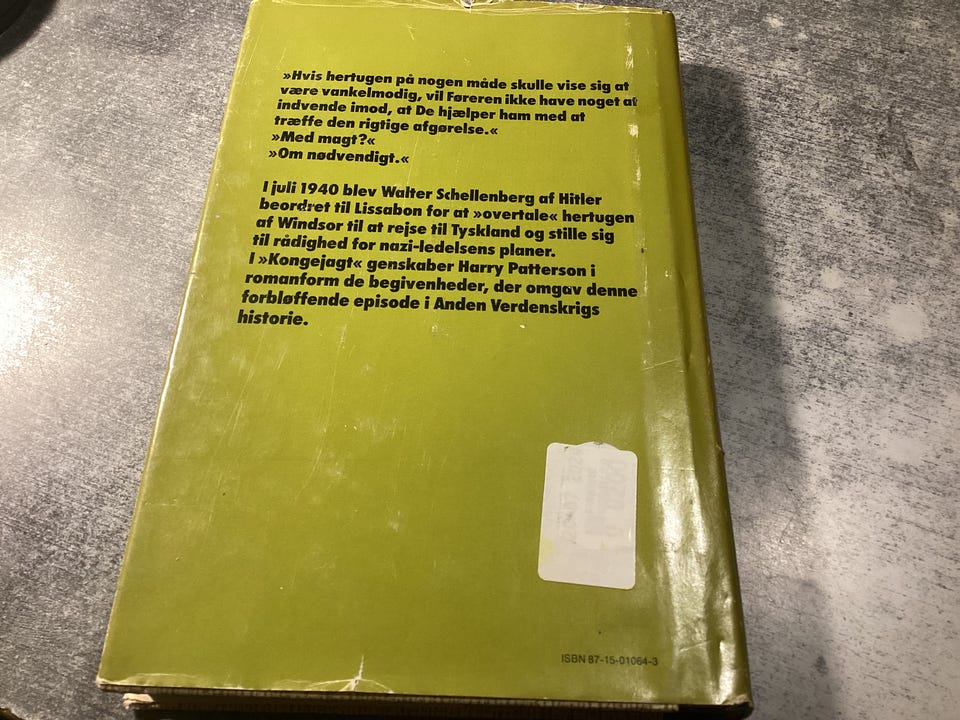 »Hvis hertugen på nogen måde skulle vise sig at
være vankelmodig, vil Føreren ikke have noget at
indvende imod, at De hjælper ham med at
træffe den rigtige afgørelse.«
»Med magt?«
»Om nødvendigt.«
I juli 1940 blev Walter Schellenberg af Hitler
beordret til Lissabon for at »overtale« hertugen
af Windsor til at rejse til Tyskland og stille sig
til rådighed for nazi-ledelsens planer.
I »Kongejagt« genskaber Harry Patterson i
romanform de begivenheder, der omgav denne
forbløffende episode i Anden Verdenskrigs
historie.
ISBN 87-15-01064-3